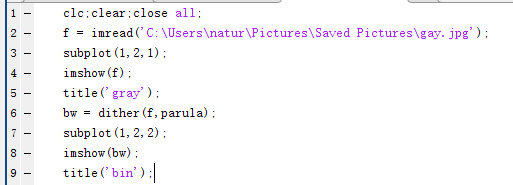 1 - clc;clear;close all;
2 - f = imread('C:\Users\natur\Pictures\Saved Pictures\gay.jpg');
3 - subplot(1,2,1);
4 - imshow(f);
5 - title('gray');
6 - bw = dither(f,parula);
7 - subplot(1,2,2);
8 - imshow(bw);
9 - title('bin');